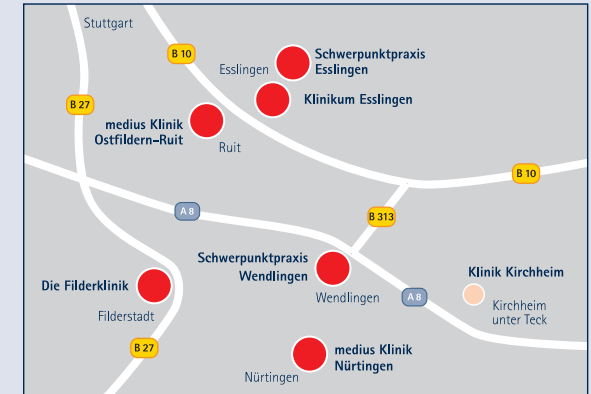 Stuttgart
B 10
Schwerpunktpraxis
Esslingen
Esslingen
Klinikum Esslingen
B 27
medius Klinik
Ostfildern-Ruit
Ruit
B 10
A 8
B 313
Schwerpunktpraxis
Wendlingen
Wendlingen
Klinik Kirchheim
Kirchheim
unter Teck
A 8
Die Filderklinik
Filderstadt
B 27
medius Klinik
Nürtingen
Nürtingen